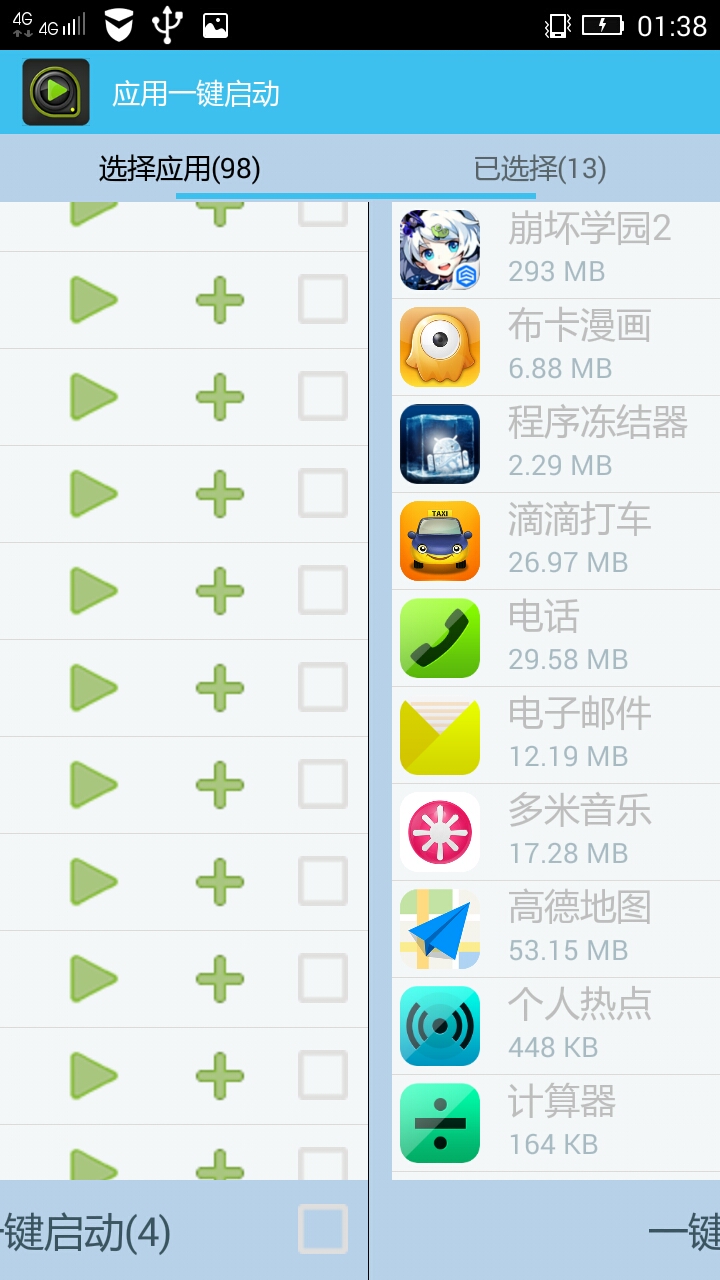 4G 4G 01:38
应用一键启动
选择应用(98) 已选择(13)
崩坏学园2
293 MB
布卡漫画
6.88 MB
程序冻结器
2.29 MB
TAXI
滴滴打车
26.97 MB
电话
29.58 MB
电子邮件
12.19 MB
多米音乐
17.28 MB
高德地图
53.15 MB
个人热点
448 KB
计算器
164 KB
键启动(4) 一键